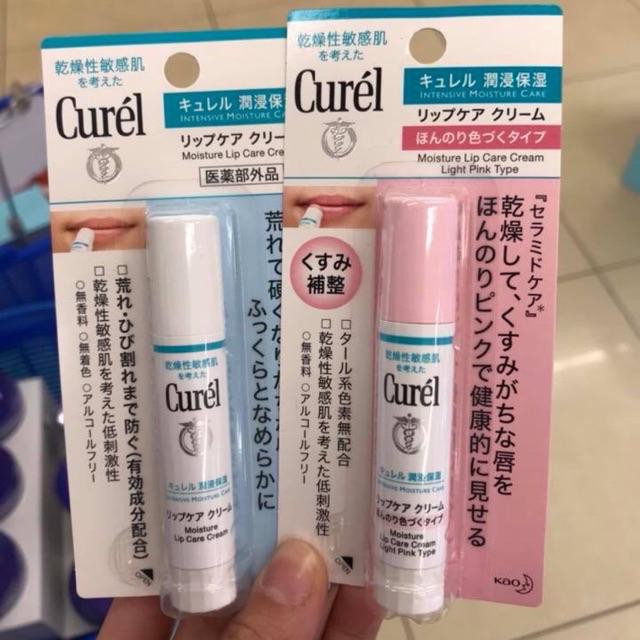 乾燥性敏感肌
を考えた
Curél
キュレル 潤浸保湿
INTENSIVE MOISTURE CARE
リップケア クリーム
Moisture Lip Care
医薬部外品
荒れて硬くなり
ふっくらとなめらかに
□荒れ・ひび割れまで防ぐ(有効成分配合)
□乾燥性敏感肌を考えた低刺激性
○無香料 ○無着色 ○アルコールフリー
乾燥性敏感肌
を考えた
Curél
キュレル 潤浸保湿
INTENSIVE MOISTURE CARE
リップケア クリーム
Moisture
Lip Care Cream
OPEN
乾燥性敏感肌
を考えた
Curél
キュレル 潤浸保湿
INTENSIVE MOISTURE CARE
リップケア クリーム
ほんのり色づくタイプ
Moisture Lip Care Cream
Light Pink Type
『セラミドケア』*
乾燥して、くすみがちな唇を
ほんのりピンクで健康的に見せる
くすみ
補整
□タール系色素無配合
□乾燥性敏感肌を考えた低刺激性
○無香料 ○アルコールフリー
乾燥性敏感肌
を考えた
Curél
キュレル 潤浸保湿
INTENSIVE MOISTURE CARE
リップケア クリーム
ほんのり色づくタイプ
Moisture
Lip Care Cream
Light Pink Type
OPEN
Kao